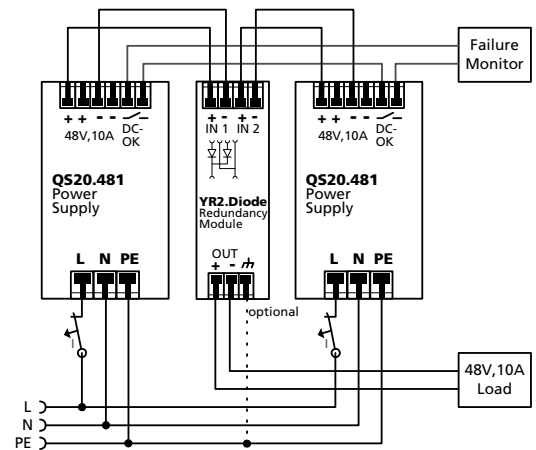 Failure
Monitor
+ + - -
48V,10A DC-
OK
QS20.481
Power
Supply
L N PE
+ - + -
IN 1 IN 2
YR2.Diode
Redundancy
Module
OUT
+ -
optional
+ + - -
48V,10A DC-
OK
QS20.481
Power
Supply
L N PE
I
I
48V,10A
Load
L
N
PE